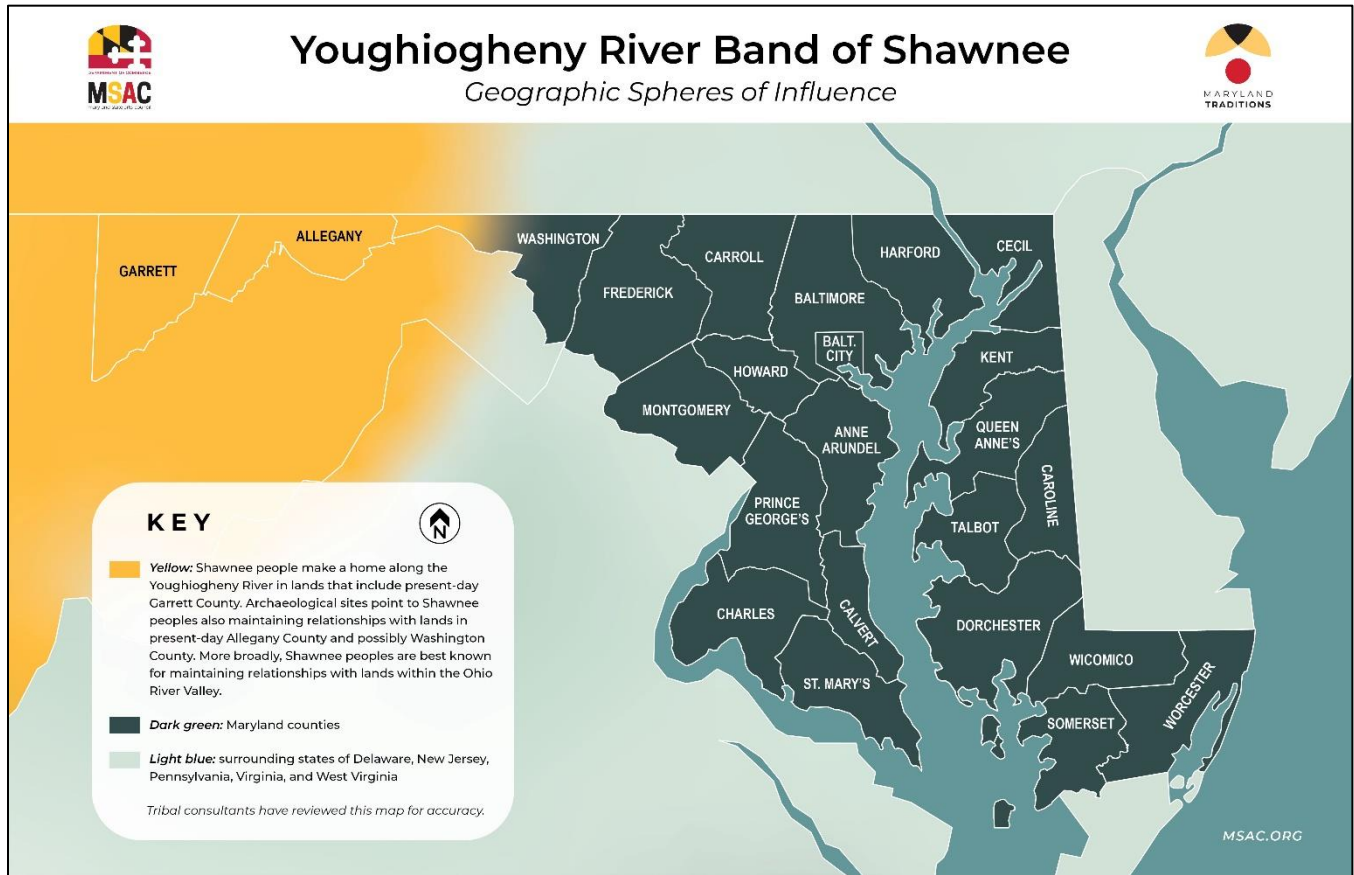 Youghiogheny River Band of Shawnee
Geographic Spheres of Influence
MSAC
MARYLAND
TRADITIONS
GARRETT
ALLEGANY
WASHINGTON
FREDERICK
CARROLL
BALTIMORE
HARFORD
CECIL
BALT.
CITY
KENT
HOWARD
MONTGOMERY
ANNE
ARUNDEL
QUEEN
ANNE'S
CAROLINE
PRINCE
GEORGE'S
TALBOT
CHARLES
CALVERT
DORCHESTER
WICOMICO
ST. MARY'S
SOMERSET
WORCESTER
KEY
N
Yellow: Shawnee people make a home along the
Youghiogheny River in lands that include present-day
Garrett County. Archaeological sites point to Shawnee
peoples also maintaining relationships with lands in
present-day Allegany County and possibly Washington
County. More broadly, Shawnee peoples are best known
for maintaining relationships with lands within the Ohio
River Valley.
Dark green: Maryland counties
Light blue: surrounding states of Delaware, New Jersey,
Pennsylvania, Virginia, and West Virginia
Tribal consultants have reviewed this map for accuracy.
MSAC.ORG